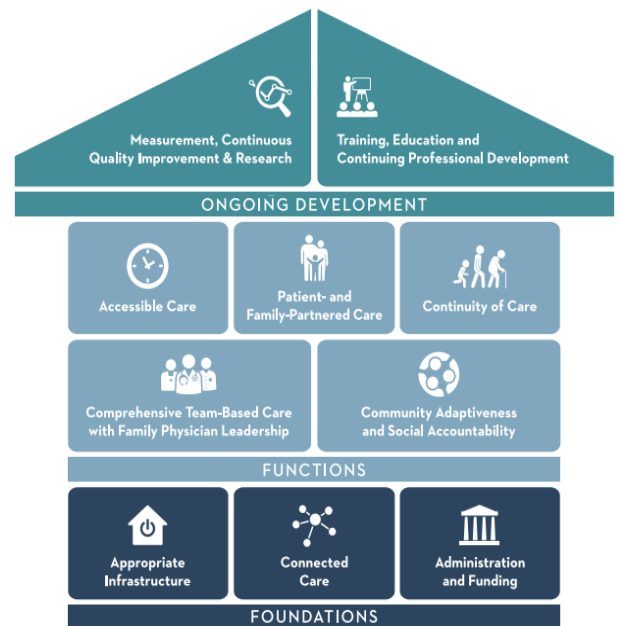 Measurement, Continuous
Quality Improvement & Research
Training, Education and
Continuing Professional Development
ONGOING DEVELOPMENT
Accessible Care
Patient- and
Family-Partnered Care
Continuity of Care
Comprehensive Team-Based Care
with Family Physician Leadership
Community Adaptiveness
and Social Accountability
FUNCTIONS
Appropriate
Infrastructure
Connected
Care
Administration
and Funding
FOUNDATIONS